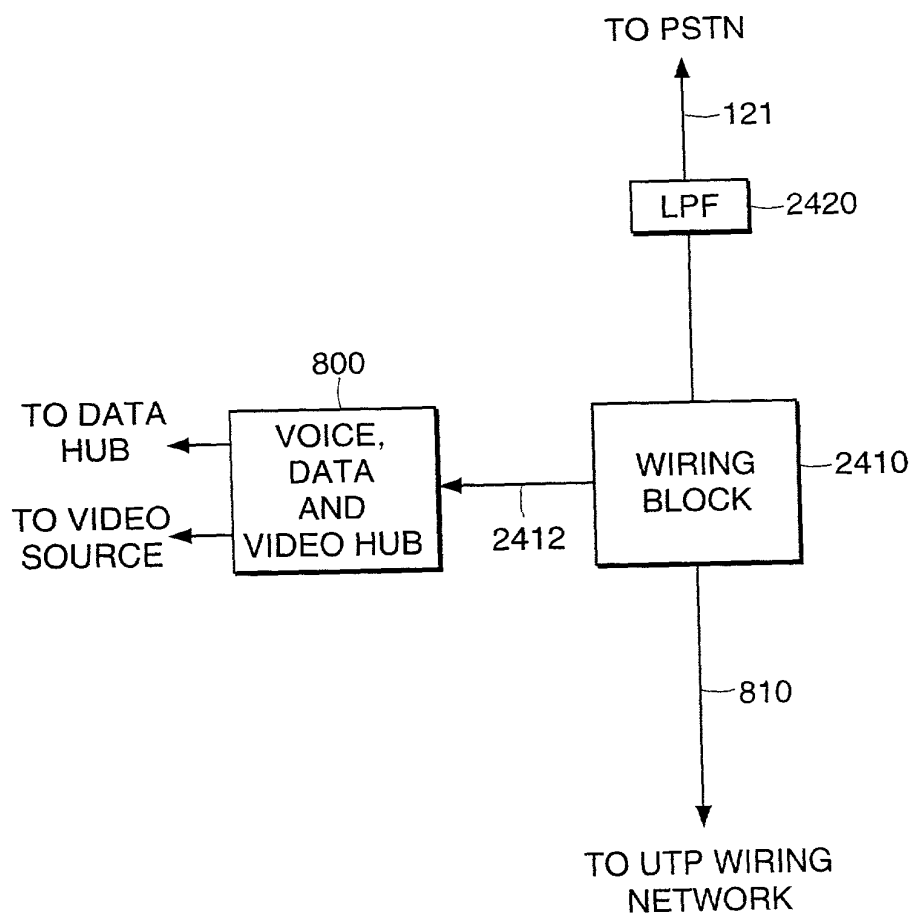 TO PSTN
121
LPF
2420
800
TO DATA
HUB
TO VIDEO
SOURCE
VOICE,
DATA
AND
VIDEO HUB
2412
WIRING
BLOCK
2410
810
TO UTP WIRING
NETWORK